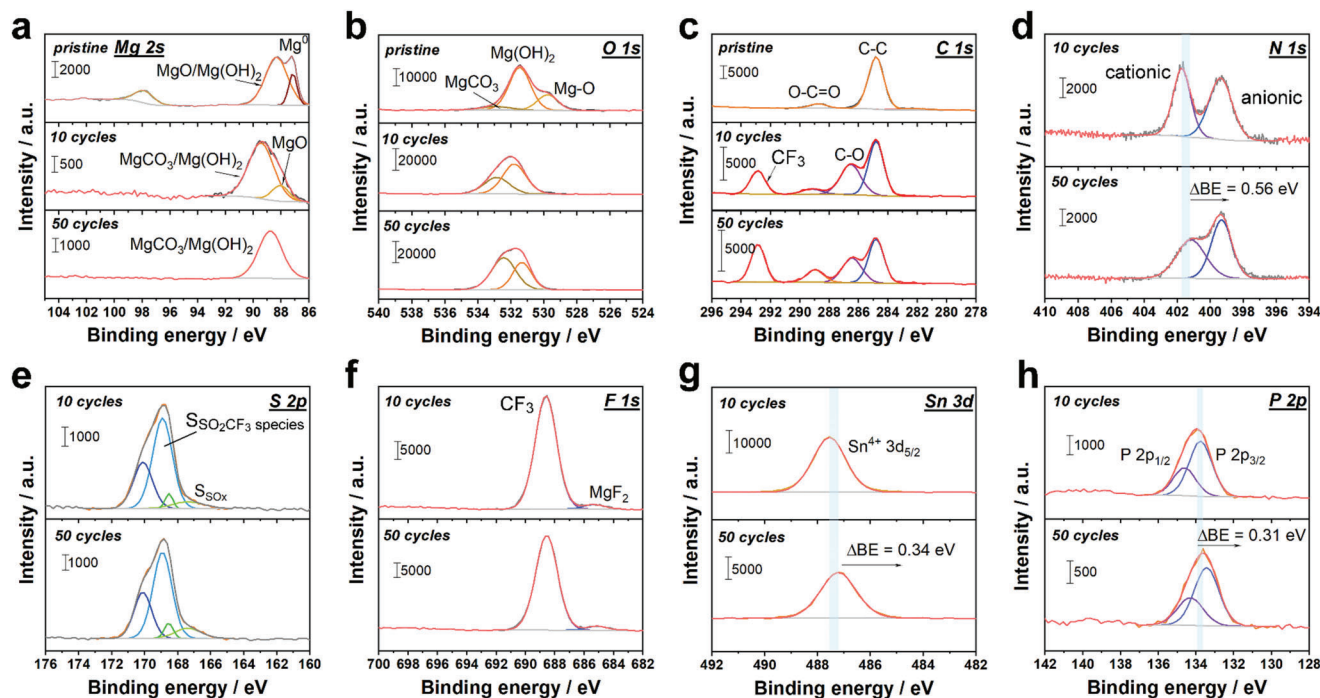 a
pristine Mg 2s
2000
MgO/Mg(OH)2
Mg0
10 cycles
500
MgCO3/Mg(OH)2
MgO
50 cycles
1000
MgCO3/Mg(OH)2
104 102 100 98 96 94 92 90 88 86
Binding energy / eV
Intensity / a.u.
b
pristine O 1s
10000
Mg(OH)2
MgCO3
Mg-O
10 cycles
20000
50 cycles
20000
540 538 536 534 532 530 528 526 524
Binding energy / eV
Intensity / a.u.
c
pristine C 1s
5000
C-C
O-C=O
10 cycles
5000
CF3
C-O
50 cycles
5000
296 294 292 290 288 286 284 282 280 278
Binding energy / eV
Intensity / a.u.
d
10 cycles N 1s
2000
cationic
anionic
50 cycles
2000
ΔBE = 0.56 eV
410 408 406 404 402 400 398 396 394
Binding energy / eV
Intensity / a.u.
e
10 cycles S 2p
1000
SSO2CF3 species
SSOx
50 cycles
1000
176 174 172 170 168 166 164 162 160
Binding energy / eV
Intensity / a.u.
f
10 cycles F 1s
CF3
5000
MgF2
50 cycles
5000
700 698 696 694 692 690 688 686 684 682
Binding energy / eV
Intensity / a.u.
g
10 cycles Sn 3d
10000
Sn4+ 3d5/2
50 cycles
5000
ΔBE = 0.34 eV
492 490 488 486 484 482
Binding energy / eV
Intensity / a.u.
h
10 cycles P 2p
1000
P 2p1/2
P 2p3/2
50 cycles
500
ΔBE = 0.31 eV
142 140 138 136 134 132 130 128
Binding energy / eV
Intensity / a.u.